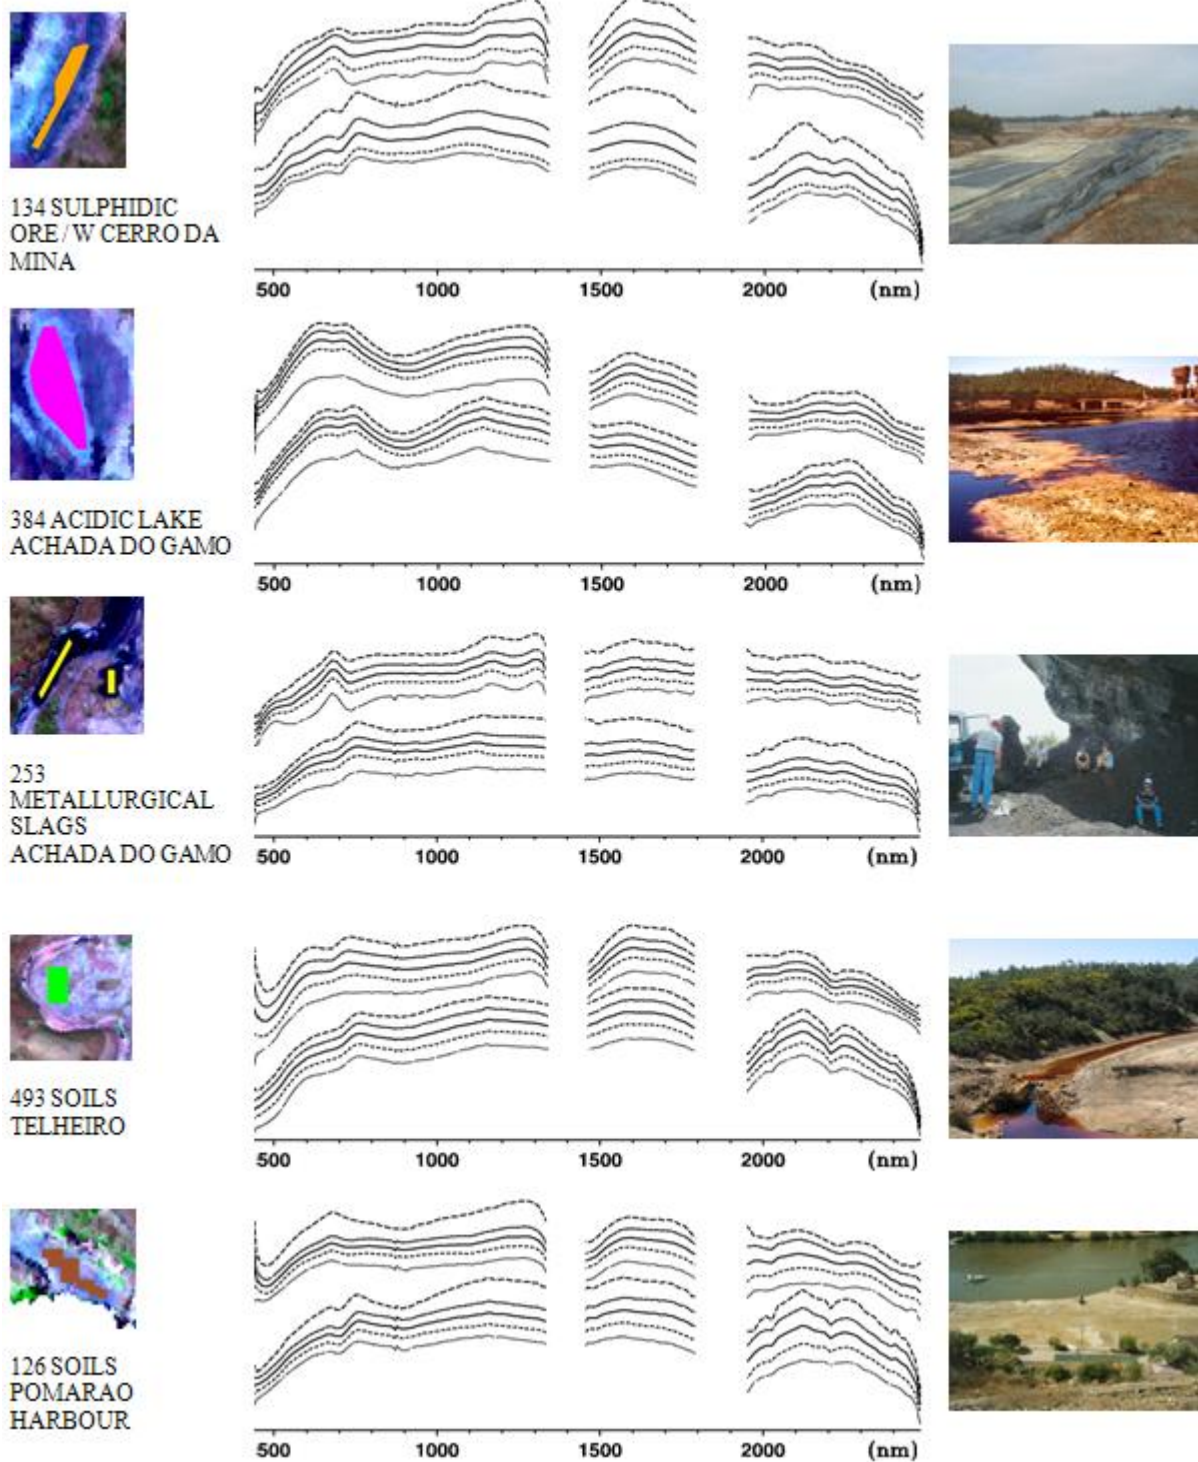 134 SULPHIDIC
ORE / W CERRO DA
MINA
500 1000 1500 2000 (nm)
384 ACIDIC LAKE
ACHADA DO GAMO
500 1000 1500 2000 (nm)
253
METALLURGICAL
SLAGS
ACHADA DO GAMO
500 1000 1500 2000 (nm)
493 SOILS
TELHEIRO
500 1000 1500 2000 (nm)
126 SOILS
POMARAO
HARBOUR
500 1000 1500 2000 (nm)